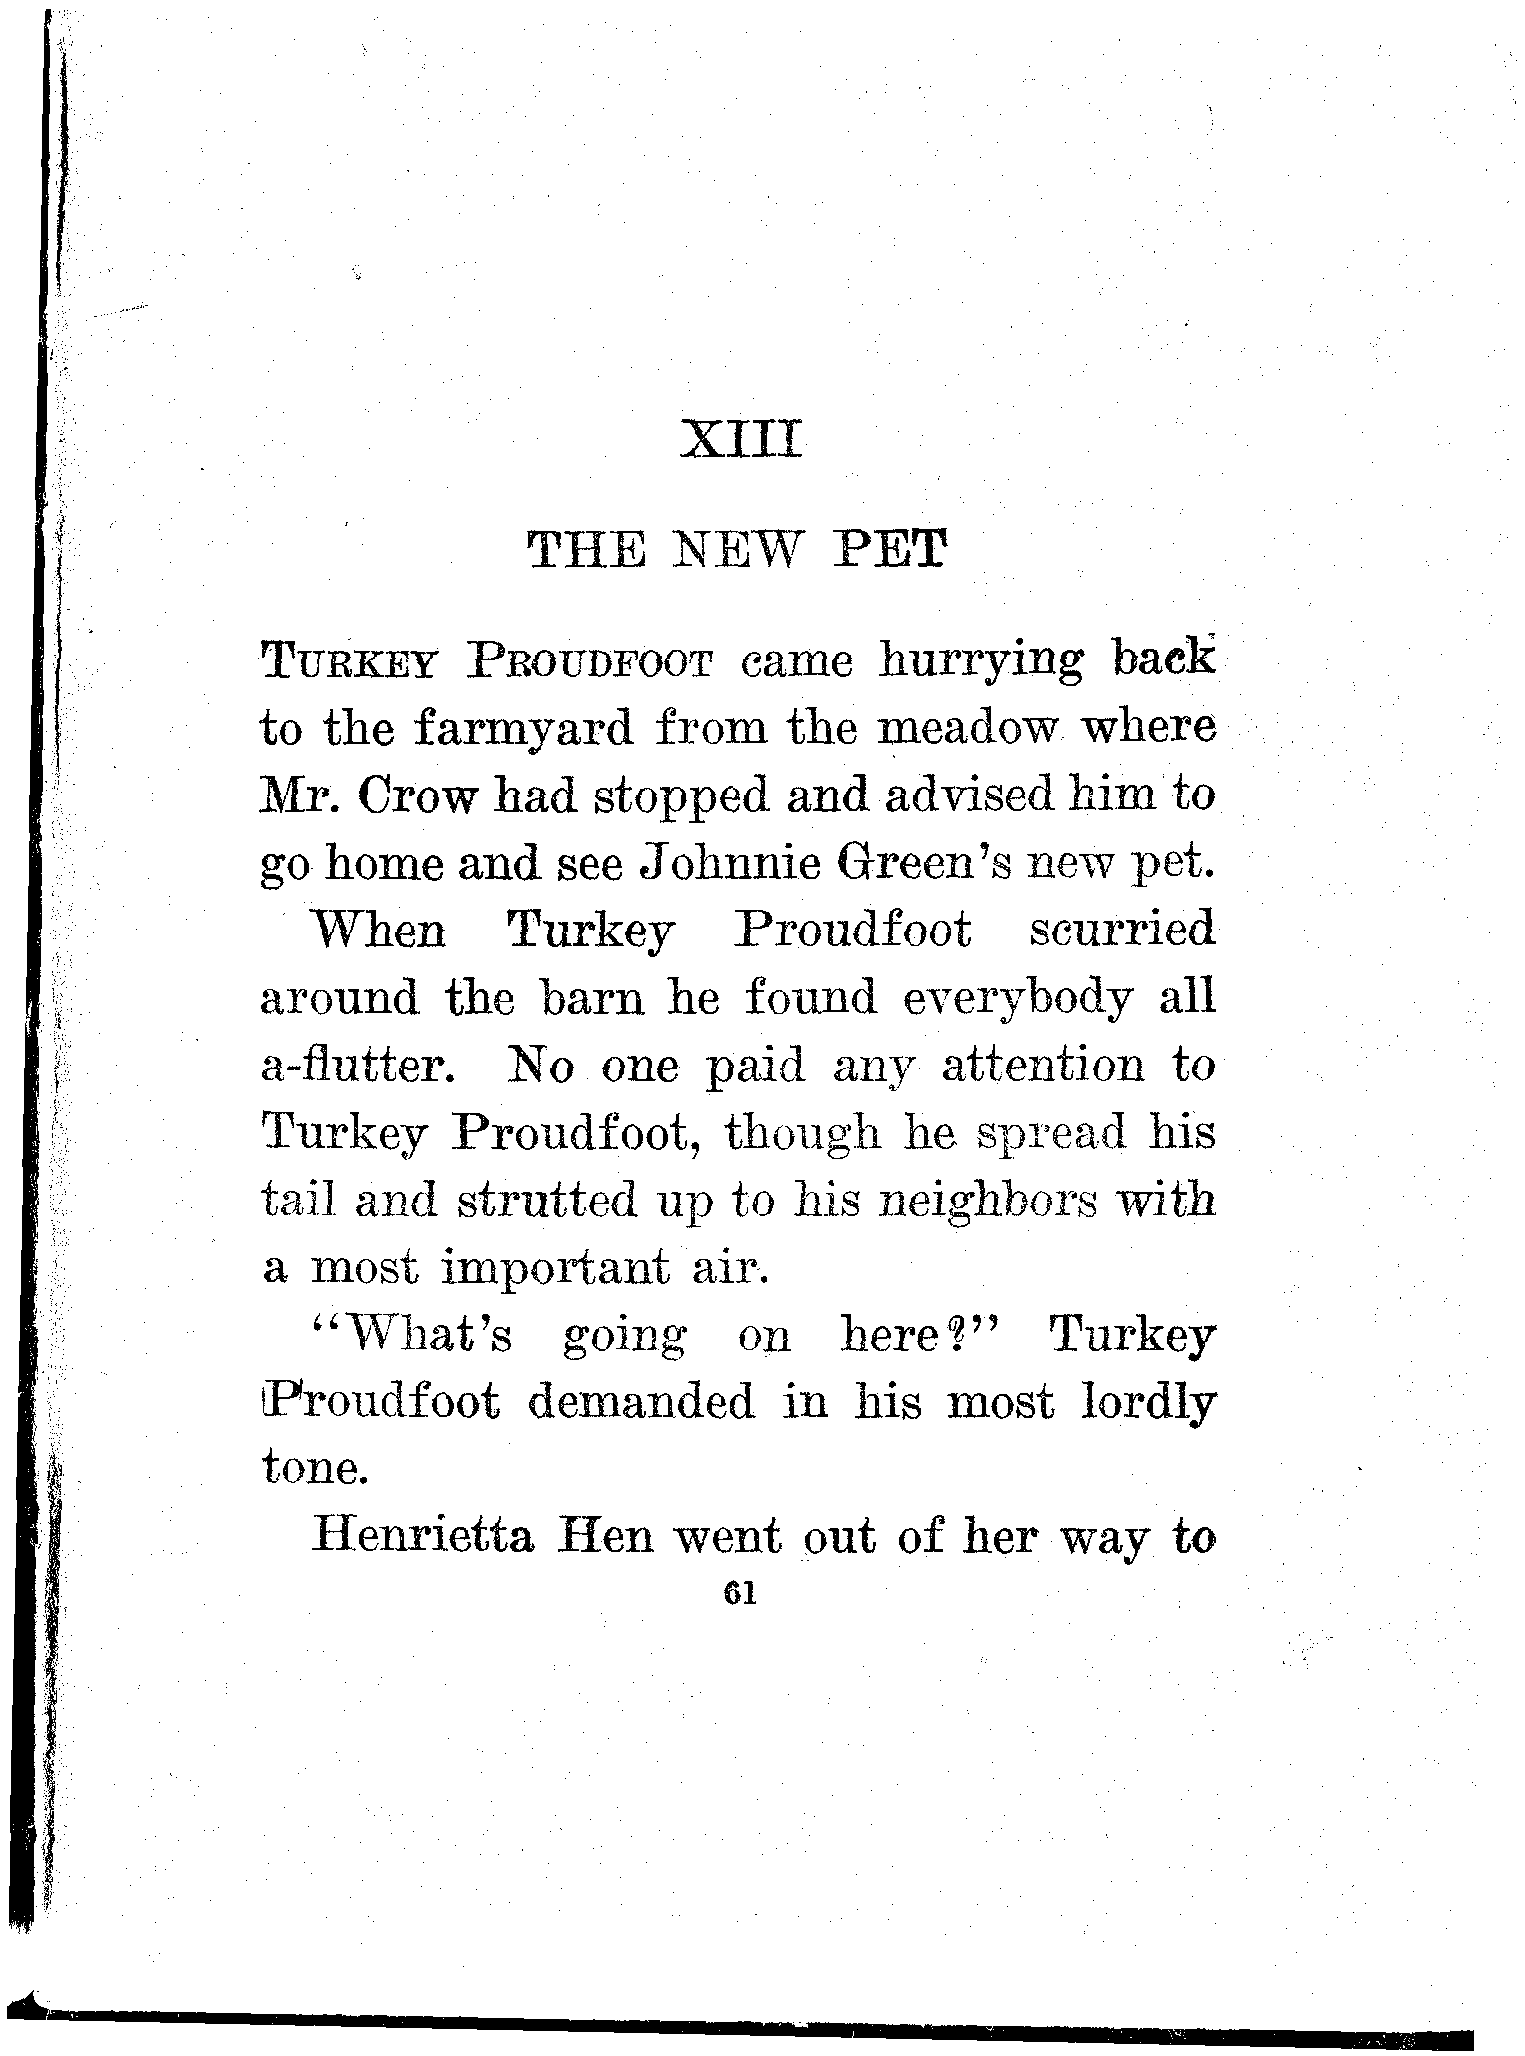 XIII
THE NEW PET
TURKEY PROUDFOOT came hurrying back
to the farmyard from the meadow where
Mr. Crow had stopped and advised him to
go home and see Johnnie Green's new pet.
When Turkey Proudfoot scurried
around the barn he found everybody all
a-flutter. No one paid any attention to
Turkey Proudfoot, though he spread his
tail and strutted up to his neighbors with
a most important air.
"What's going on here?" Turkey
Proudfoot demanded in his most lordly
tone.
Henrietta Hen went out of her way to
61